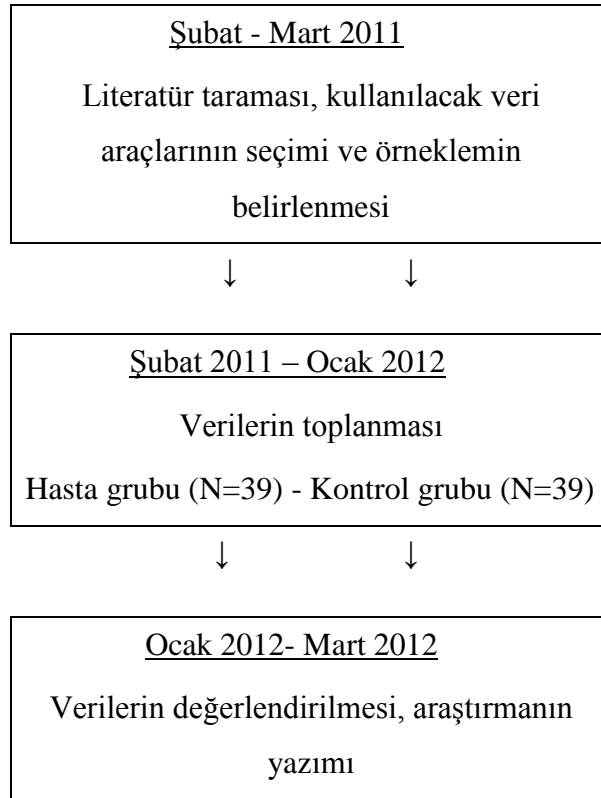 Şubat - Mart 2011
Literatür taraması, kullanılacak veri
araçlarının seçimi ve örneklemin
belirlenmesi
↓ ↓
Şubat 2011 – Ocak 2012
Verilerin toplanması
Hasta grubu (N=39) - Kontrol grubu (N=39)
↓ ↓
Ocak 2012- Mart 2012
Verilerin değerlendirilmesi, araştırmanın
yazımı